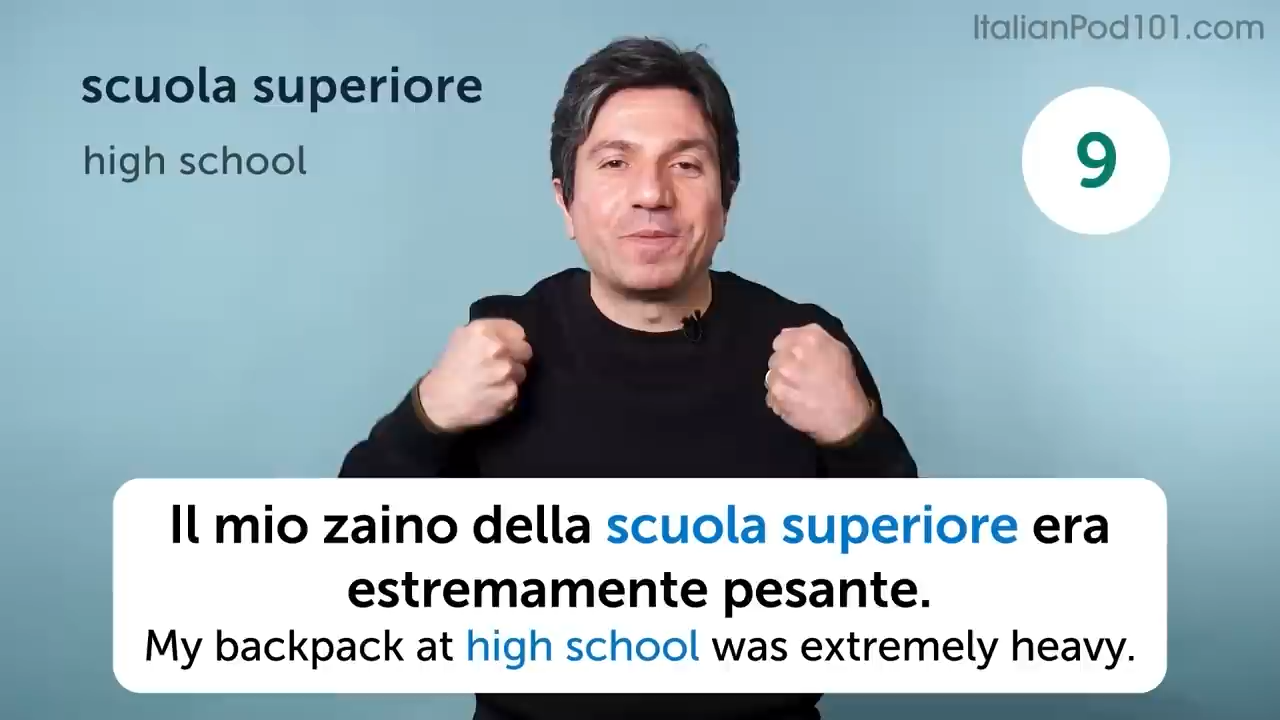 ItalianPod101.com
scuola superiore
high school
9
Il mio zaino della scuola superiore era
estremamente pesante.
My backpack at high school was extremely heavy.